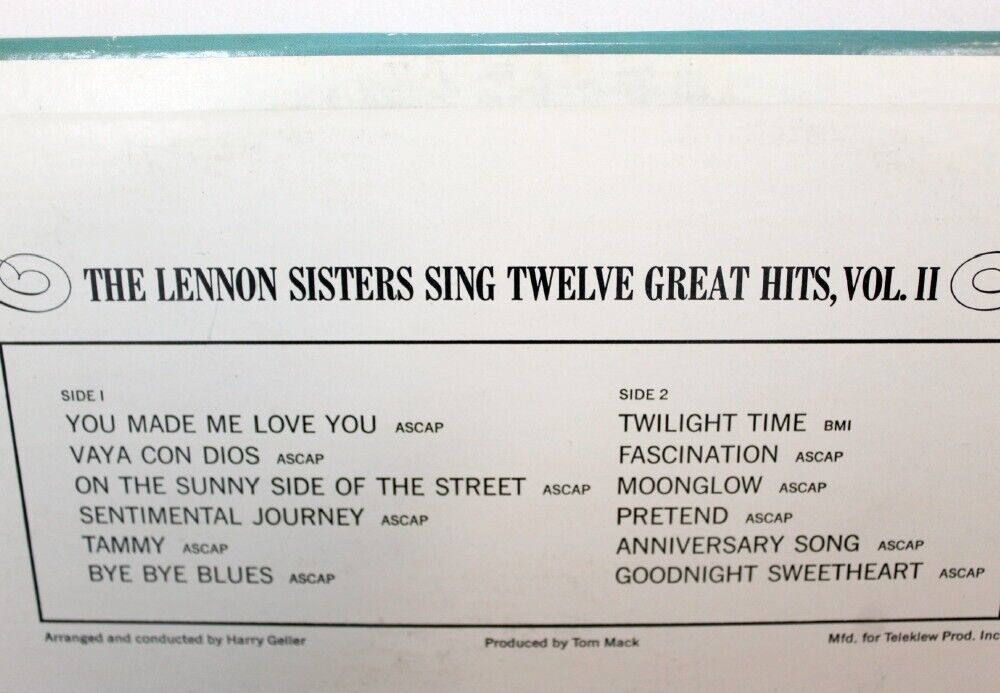 THE LENNON SISTERS SING TWELVE GREAT HITS, VOL. II
SIDE I
YOU MADE ME LOVE YOU ASCAP
VAYA CON DIOS ASCAP
ON THE SUNNY SIDE OF THE STREET ASCAP
SENTIMENTAL JOURNEY ASCAP
TAMMY ASCAP
BYE BYE BLUES ASCAP
SIDE 2
TWILIGHT TIME BMI
FASCINATION ASCAP
MOONGLOW ASCAP
PRETEND ASCAP
ANNIVERSARY SONG ASCAP
GOODNIGHT SWEETHEART ASCAP
Arranged and conducted by Harry Geller
Produced by Tom Mack
Mfd. for Teleklew Prod. Inc